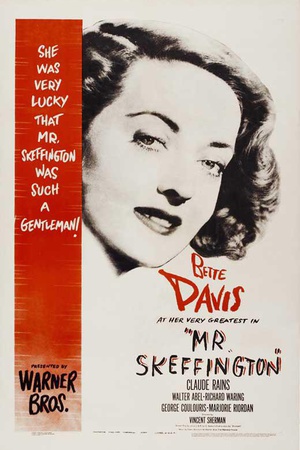 SHE
WAS
VERY
LUCKY
THAT
MR.
SKEFFINGTON
WAS
SUCH
A
GENTLEMAN!
BETTE
DAVIS
AT HER VERY GREATEST IN
"MR
SKEFFINGTON"
CLAUDE RAINS
WALTER ABEL · RICHARD WARING
GEORGE COULOURIS · MARJORIE RIORDAN
VINCENT SHERMAN
PRESENTED BY
WARNER
BROS.